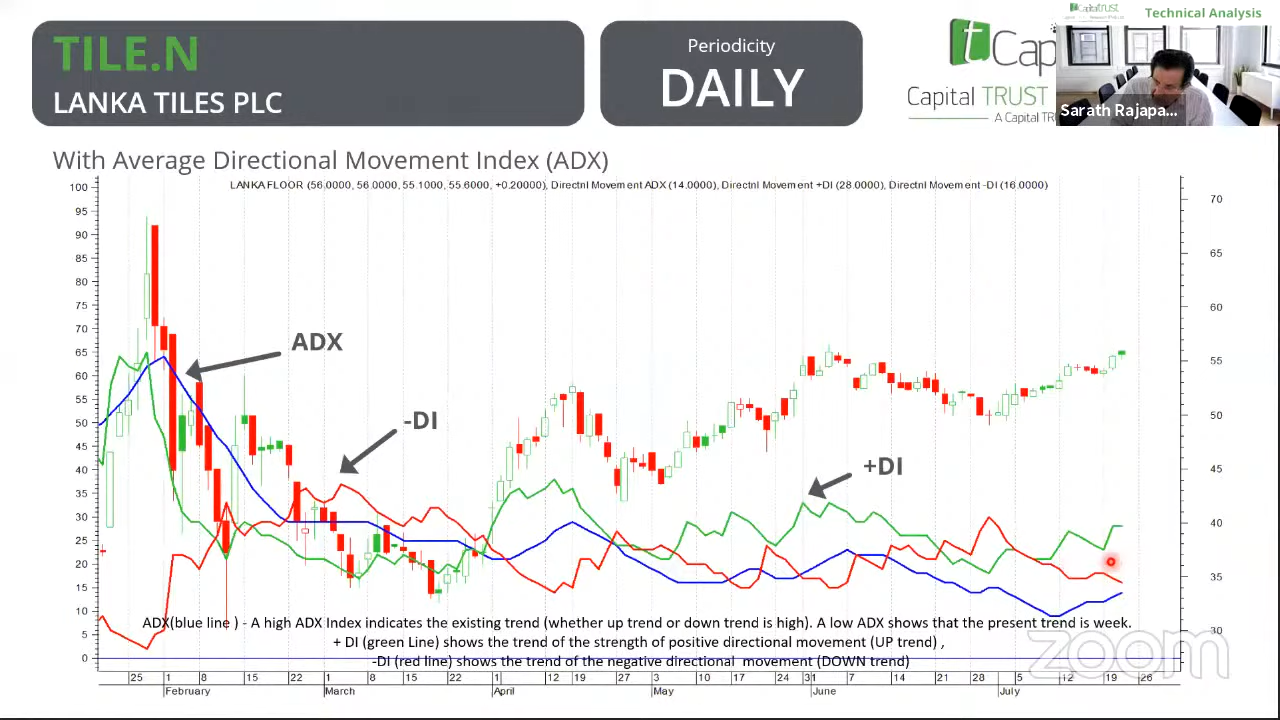 TILE.N
LANKA TILES PLC
Periodicity
DAILY
t Cap
Capital TRUST
A Capital TR
Technical Analysis
Sarath Rajapa...
With Average Directional Movement Index (ADX)
LANKA FLOOR (56.0000, 56.0000, 55.1000, 55.6000, +0.20000), Directnl Movement ADX (14.0000), Directnl Movement +DI (28.0000), Directnl Movement -DI (16.0000)
100
95
90
85
80
75
70
65
60
55
50
45
40
35
30
25
20
15
10
5
0
70
65
60
55
50
45
40
35
30
ADX
-DI
+DI
ADX(blue line ) - A high ADX Index indicates the existing trend (whether up trend or down trend is high). A low ADX shows that the present trend is week.
+ DI (green Line) shows the trend of the strength of positive directional movement (UP trend) ,
-DI (red line) shows the trend of the negative directional movement (DOWN trend)
zoom
25 1 8 15 22 1 8 15 22 1 12 19 27 3 10 17 24 31 7 14 21 28 5 12 19 26
February March April May June July